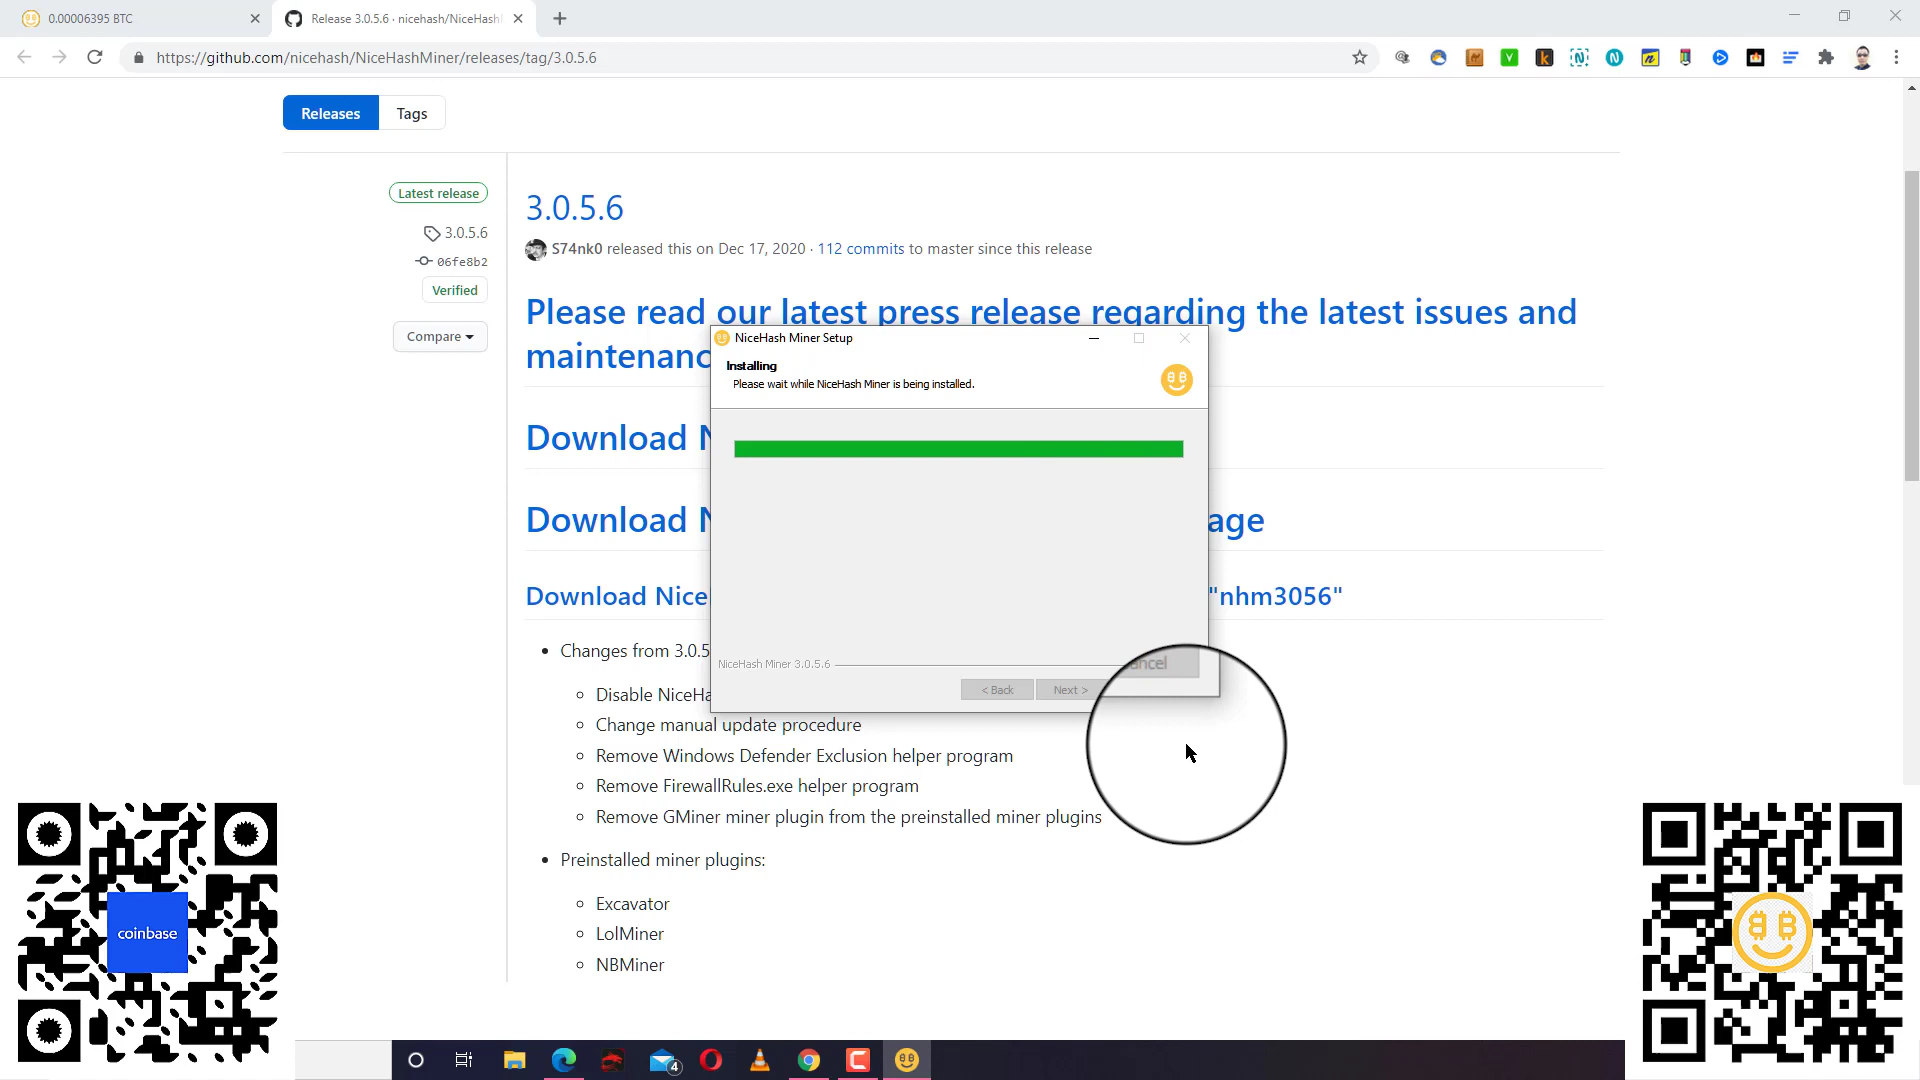 0.00006395 BTC
Release 3.0.5.6 · nicehash/NiceHash
https://github.com/nicehash/NiceHashMiner/releases/tag/3.0.5.6
Releases
Tags
Latest release
3.0.5.6
06fe8b2
Verified
Compare
3.0.5.6
S74nk0 released this on Dec 17, 2020 · 112 commits to master since this release
Please read our latest press release regarding the latest issues and
maintenanc
Download N
Download N age
Download Nice "nhm3056"
Changes from 3.0.5
Disable NiceHa
Change manual update procedure
Remove Windows Defender Exclusion helper program
Remove FirewallRules.exe helper program
Remove GMiner miner plugin from the preinstalled miner plugins
Preinstalled miner plugins:
Excavator
LolMiner
NBMiner
NiceHash Miner Setup
Installing
Please wait while NiceHash Miner is being installed.
NiceHash Miner 3.0.5.6
< Back
Next >
ancel
coinbase
4